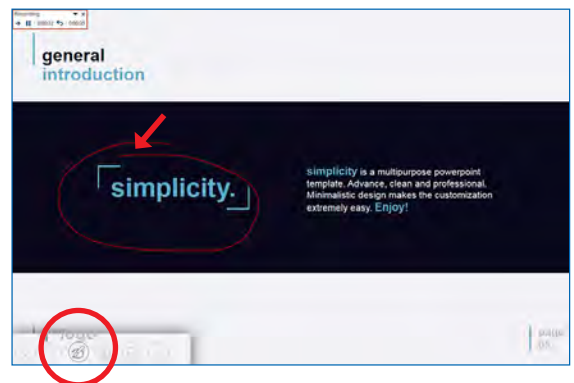 Recording
general
introduction
simplicity.
simplicity is a multipurpose powerpoint
template. Advance, clean and professional.
Minimalistic design makes the customization
extremely easy. Enjoy!